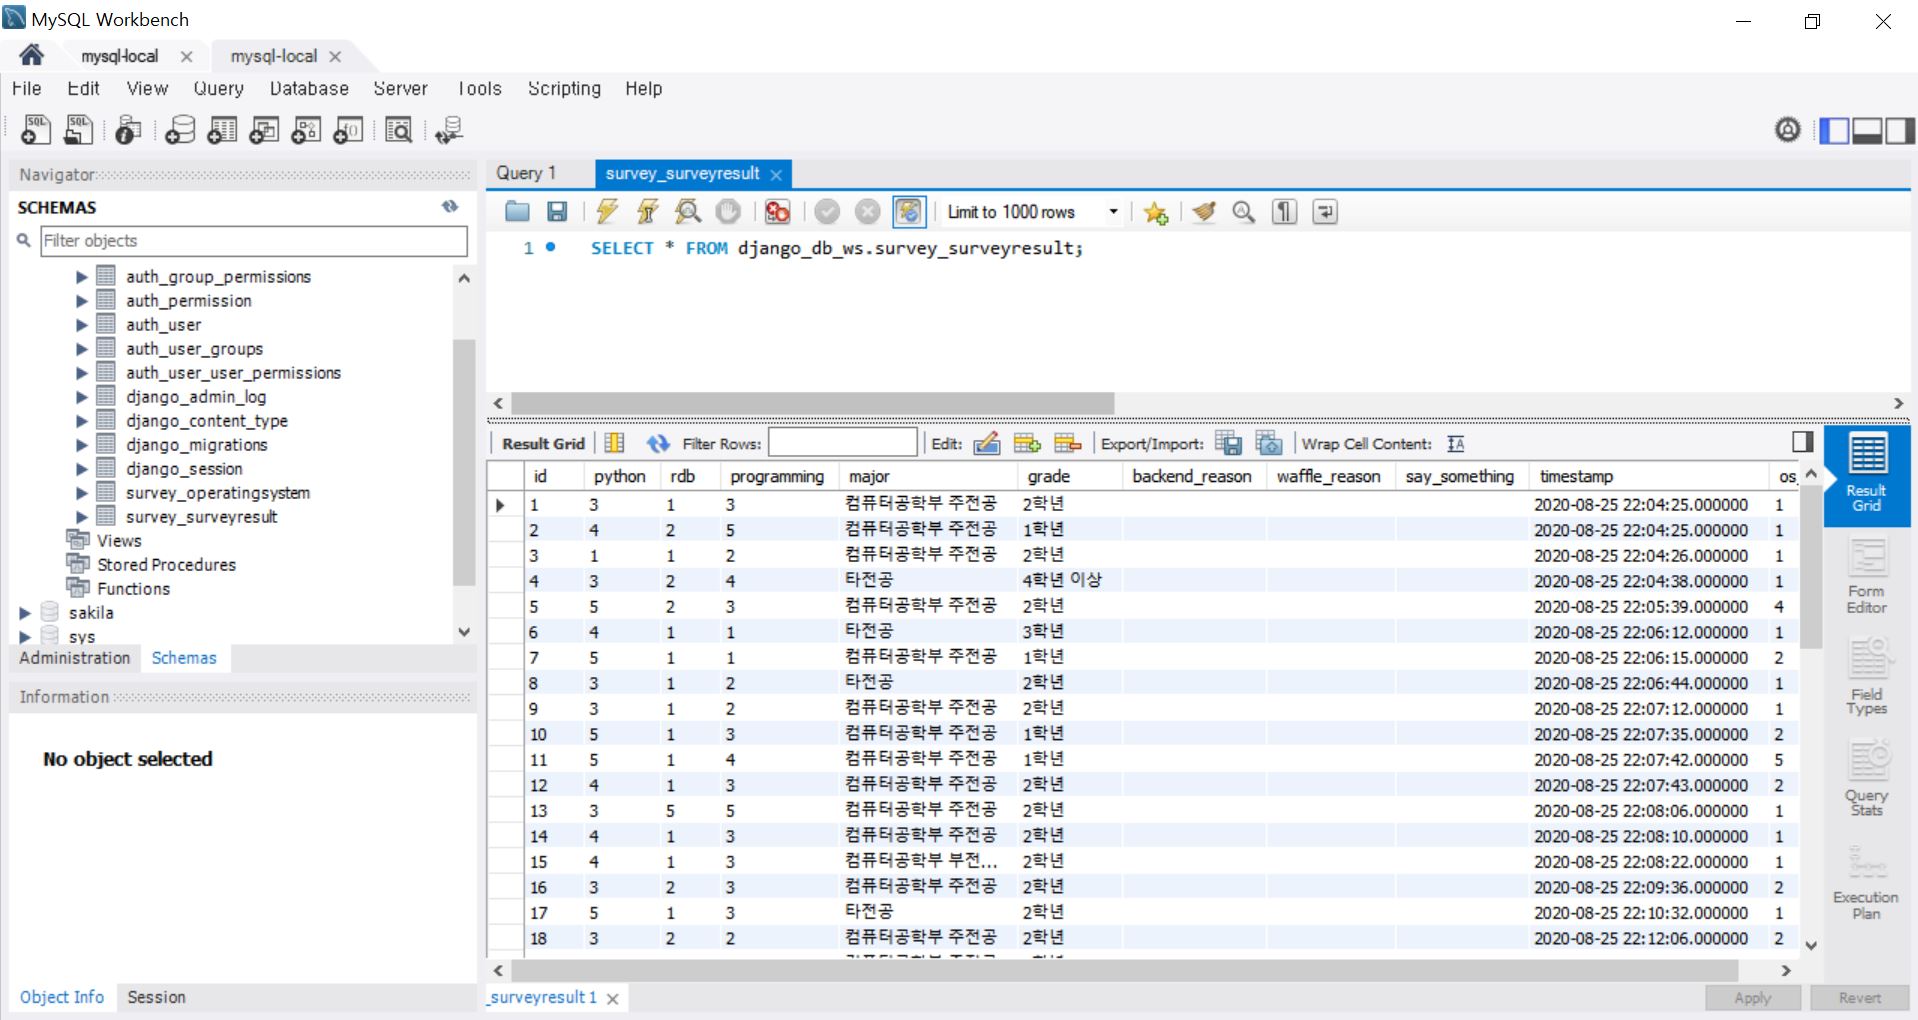 MySQL Workbench
mysql-local
mysql-local
File Edit View Query Database Server Tools Scripting Help
Navigator
SCHEMAS
Filter objects
auth_group_permissions
auth_permission
auth_user
auth_user_groups
auth_user_user_permissions
django_admin_log
django_content_type
django_migrations
django_session
survey_operatingsystem
survey_surveyresult
Views
Stored Procedures
Functions
sakila
sys
Administration Schemas
Information
No object selected
Object Info Session
Query 1 survey_surveyresult
Limit to 1000 rows
1 SELECT * FROM django_db_ws.survey_surveyresult;
Result Grid Filter Rows: Edit: Export/Import: Wrap Cell Content:
id python rdb programming major grade backend_reason waffle_reason say_something timestamp os_
1 3 1 3 컴퓨터공학부 주전공 2학년 2020-08-25 22:04:25.000000 1
2 4 2 5 컴퓨터공학부 주전공 1학년 2020-08-25 22:04:25.000000 1
3 1 1 2 컴퓨터공학부 주전공 2학년 2020-08-25 22:04:26.000000 1
4 3 2 4 타전공 4학년 이상 2020-08-25 22:04:38.000000 1
5 5 2 3 컴퓨터공학부 주전공 2학년 2020-08-25 22:05:39.000000 4
6 4 1 1 타전공 3학년 2020-08-25 22:06:12.000000 1
7 5 1 1 컴퓨터공학부 주전공 1학년 2020-08-25 22:06:15.000000 2
8 3 1 2 타전공 2학년 2020-08-25 22:06:44.000000 1
9 3 1 2 컴퓨터공학부 주전공 2학년 2020-08-25 22:07:12.000000 1
10 5 1 3 컴퓨터공학부 주전공 1학년 2020-08-25 22:07:35.000000 2
11 5 1 4 컴퓨터공학부 주전공 1학년 2020-08-25 22:07:42.000000 5
12 4 1 3 컴퓨터공학부 주전공 2학년 2020-08-25 22:07:43.000000 2
13 3 5 5 컴퓨터공학부 주전공 2학년 2020-08-25 22:08:06.000000 1
14 4 1 3 컴퓨터공학부 주전공 2학년 2020-08-25 22:08:10.000000 1
15 4 1 3 컴퓨터공학부 부전... 2학년 2020-08-25 22:08:22.000000 1
16 3 2 3 컴퓨터공학부 주전공 2학년 2020-08-25 22:09:36.000000 2
17 5 1 3 타전공 2학년 2020-08-25 22:10:32.000000 1
18 3 2 2 컴퓨터공학부 주전공 2학년 2020-08-25 22:12:06.000000 2
Result
Grid
Form
Editor
Field
Types
Query
Stats
Execution
Plan
_surveyresult 1
Apply Revert